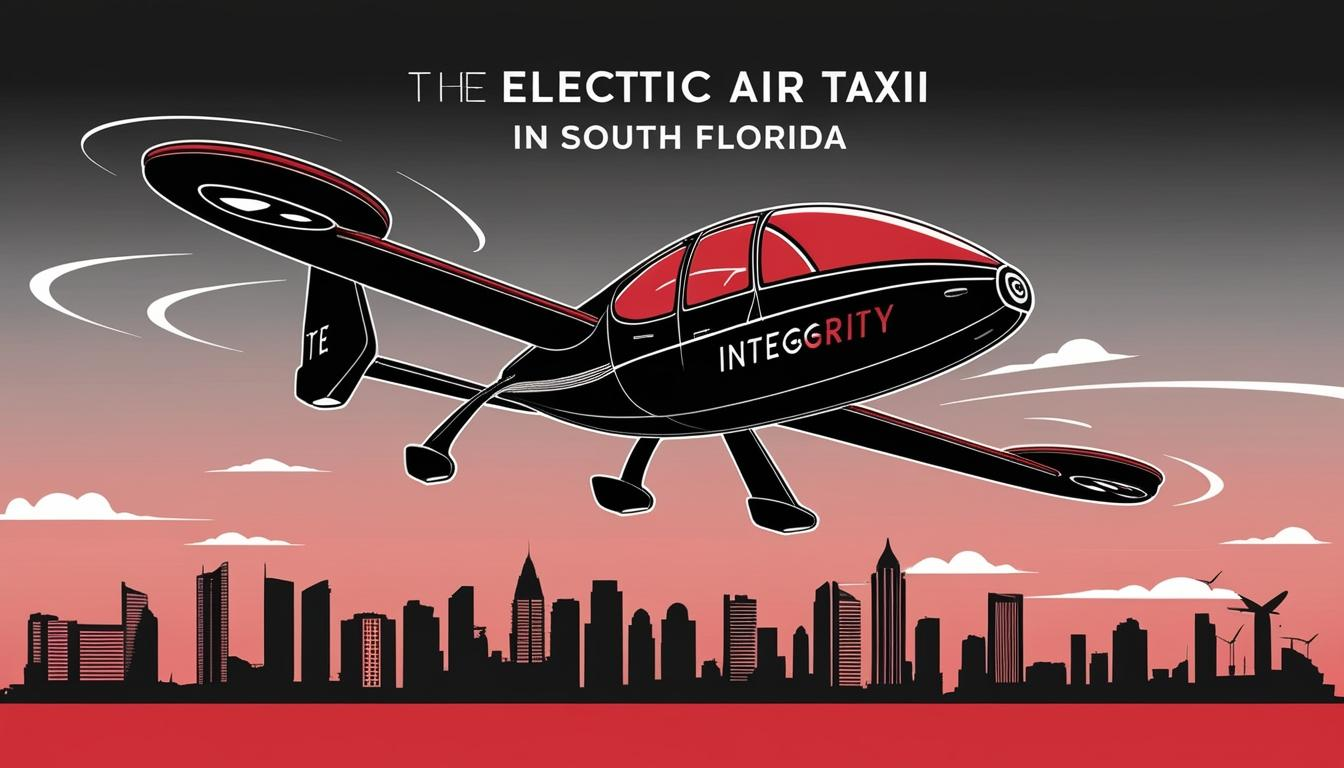 THE ELECTTIC AIR TAXII
IN SOUTH FLORIDA
TE
INTEGGRITY